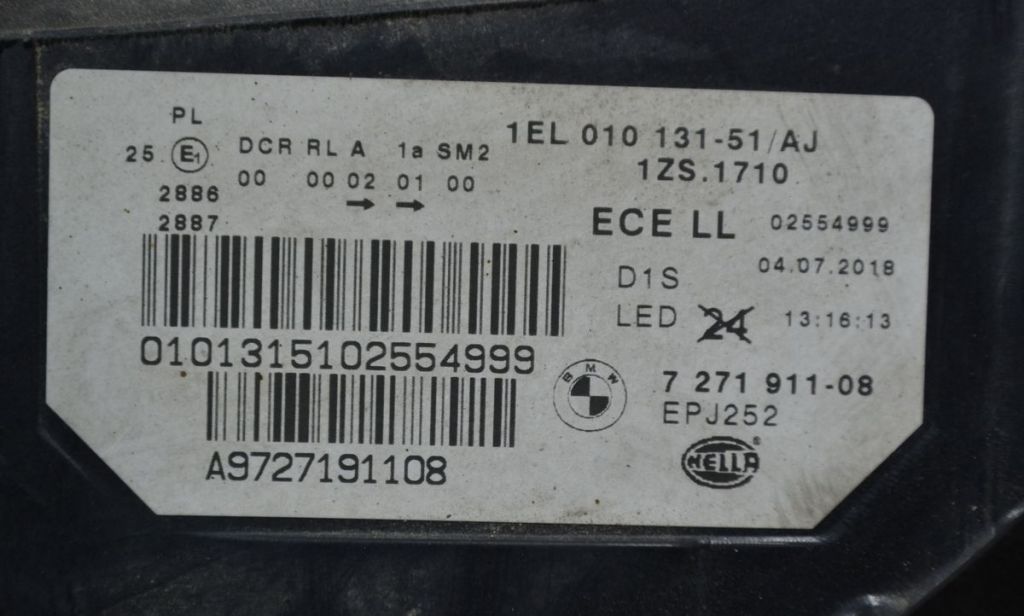 PL
25 E1 DCR RL A 1a SM2
00 00 02 01 00
2886
2887
1EL 010 131-51/AJ
1ZS.1710
ECE LL 02554999
D1S 04.07.2018
LED 24 13:16:13
0101315102554999
BMW
7 271 911-08
EPJ252
A9727191108
HELLA®